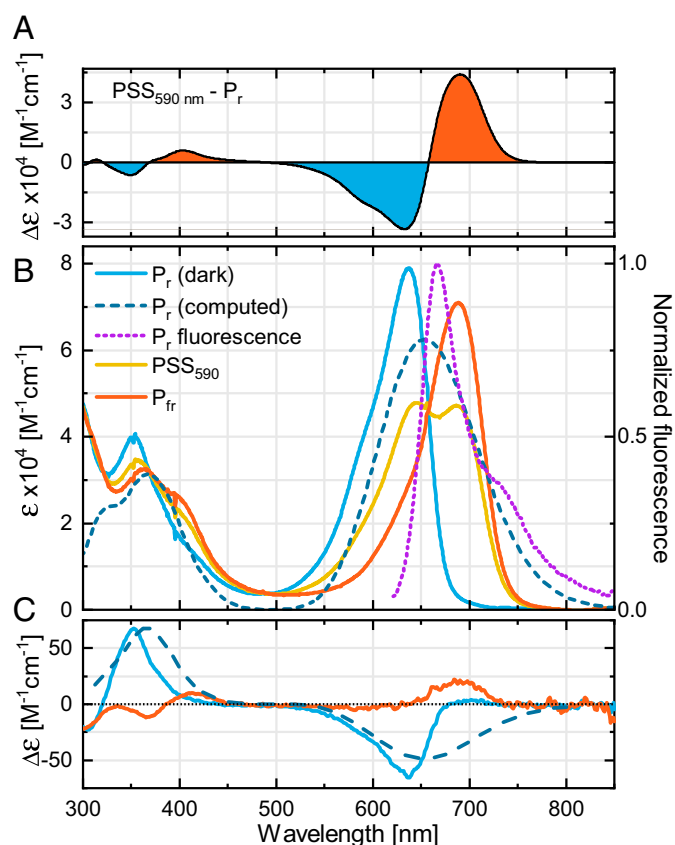 A
PSS590 nm - Pr
Δε x10⁴ [M⁻¹cm⁻¹]
3
0
-3
B
Pr (dark)
Pr (computed)
Pr fluorescence
PSS590
Pfr
ε x10⁴ [M⁻¹cm⁻¹]
8
6
4
2
0
1.0
0.5
0.0
Normalized fluorescence
C
Δε [M⁻¹cm⁻¹]
50
0
-50
300 400 500 600 700 800
Wavelength [nm]